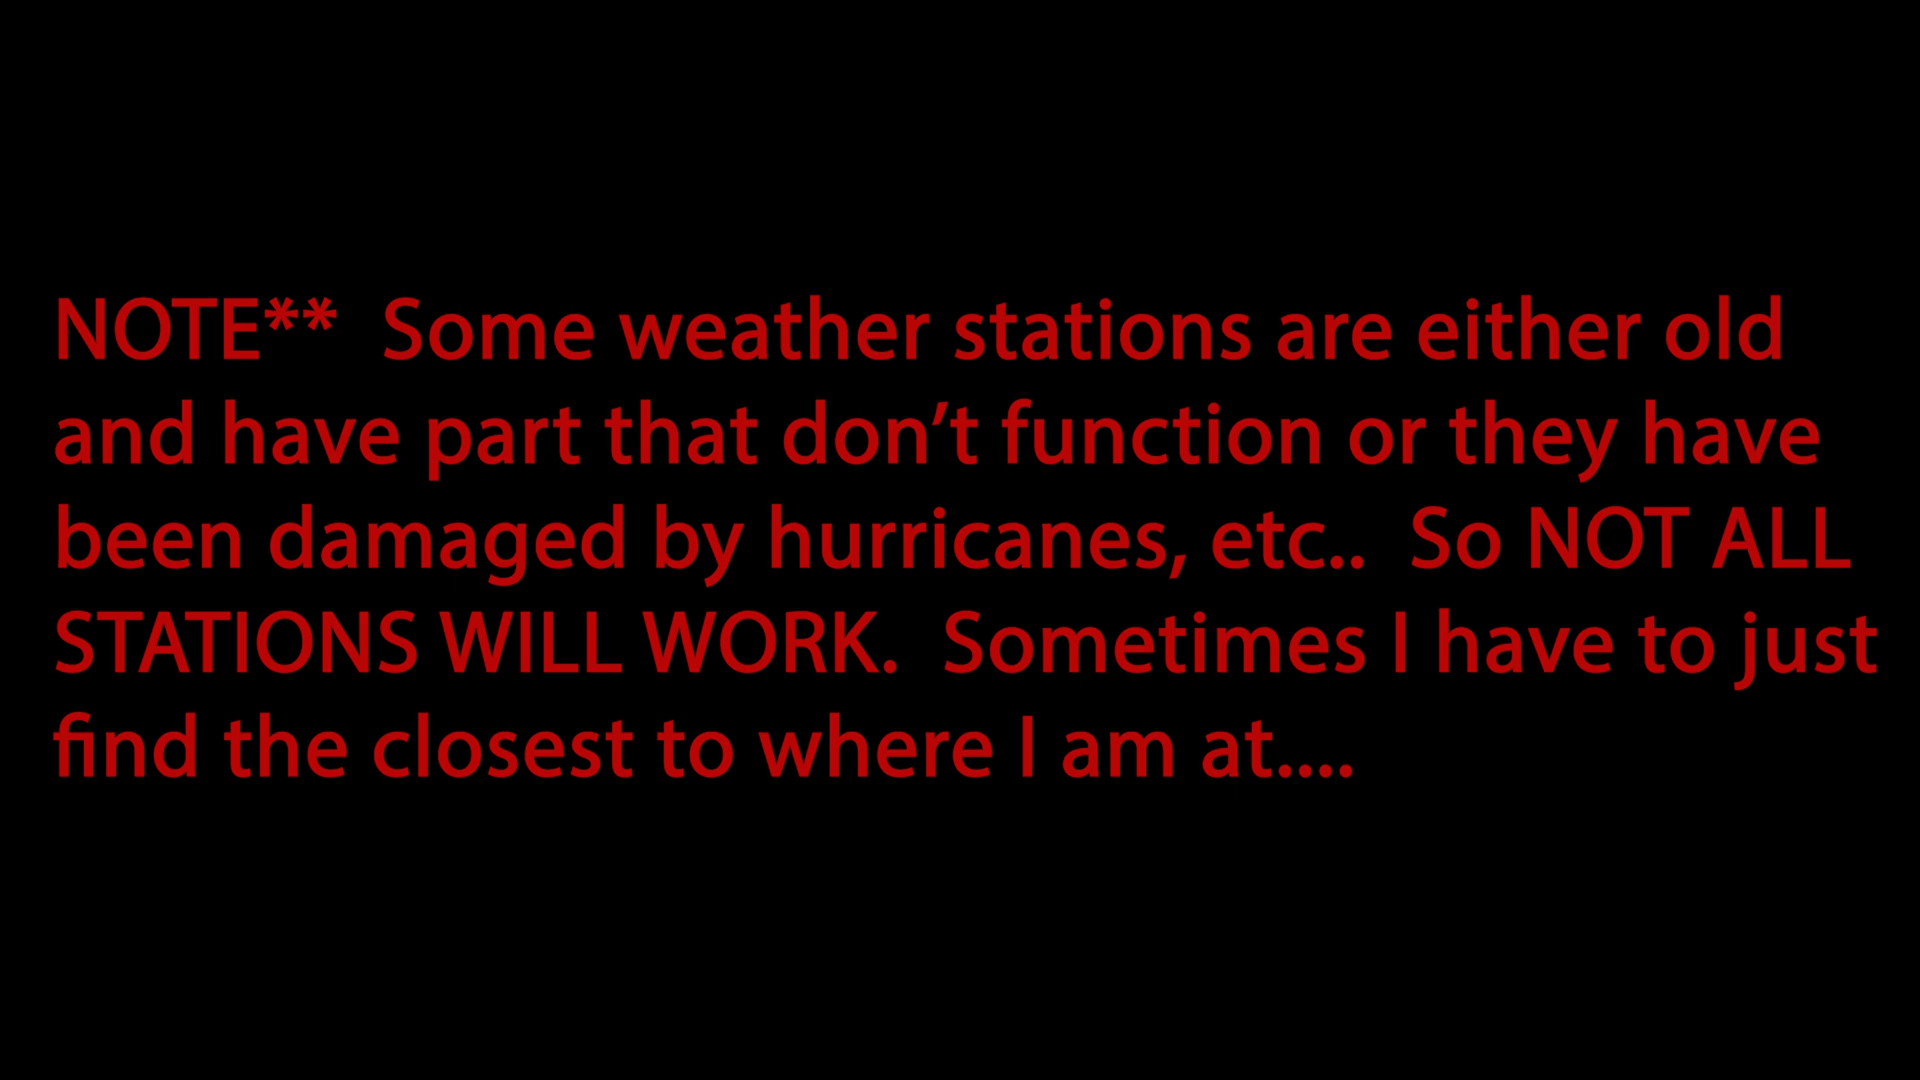 NOTE**  Some weather stations are either old
and have part that don’t function or they have
been damaged by hurricanes, etc..  So NOT ALL
STATIONS WILL WORK.  Sometimes I have to just
find the closest to where I am at....